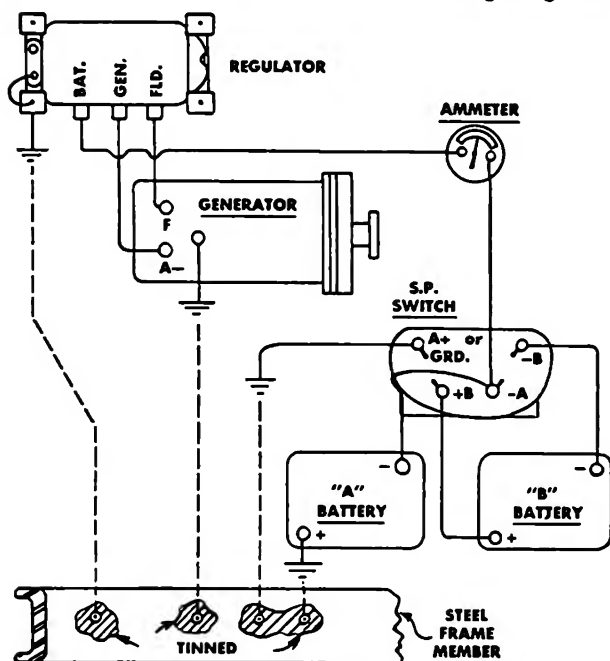 REGULATOR
BAT.
GEN.
FLD.
AMMETER
GENERATOR
F
A−
S.P.
SWITCH
A+ or
GRD.
−B
+B
-A
−
"A"
BATTERY
+
−
"B"
BATTERY
+
TINNED
STEEL
FRAME
MEMBER